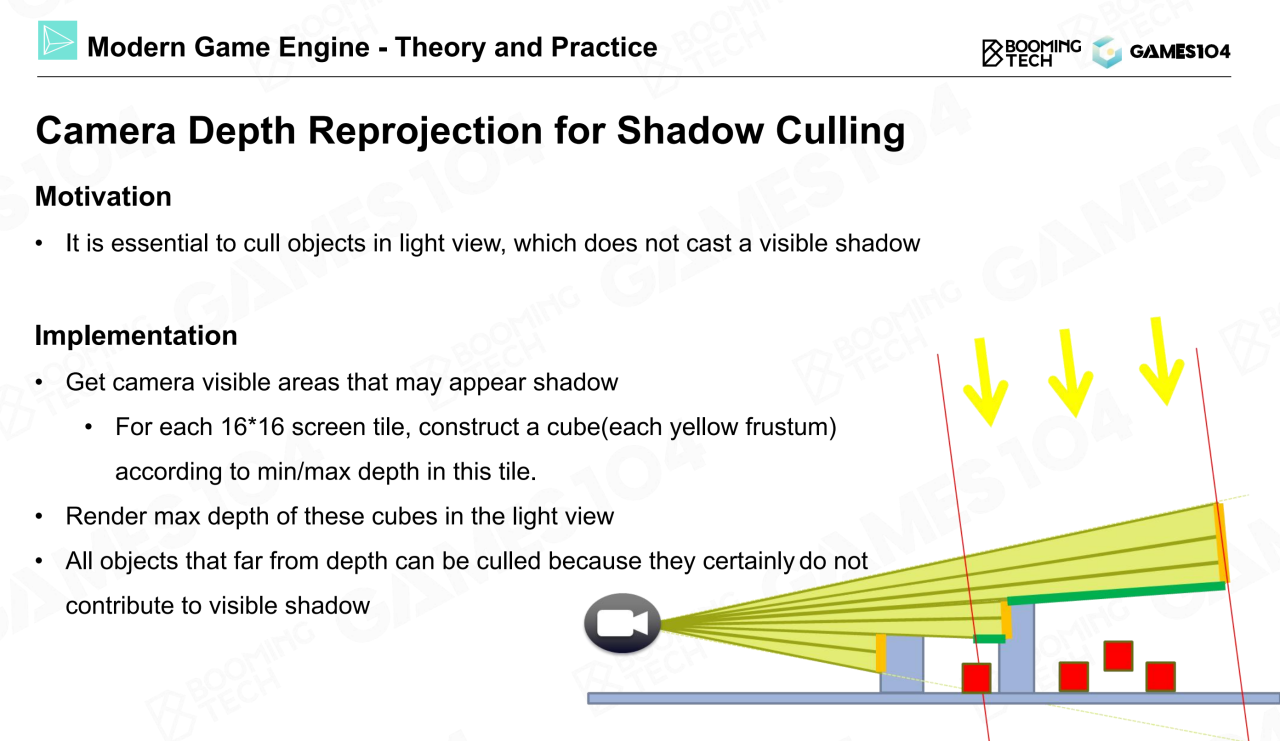 Modern Game Engine - Theory and Practice
BOOMING TECH
GAMES104
Camera Depth Reprojection for Shadow Culling
Motivation
• It is essential to cull objects in light view, which does not cast a visible shadow
Implementation
• Get camera visible areas that may appear shadow
• For each 16*16 screen tile, construct a cube(each yellow frustum)
according to min/max depth in this tile.
• Render max depth of these cubes in the light view
• All objects that far from depth can be culled because they certainly do not
contribute to visible shadow